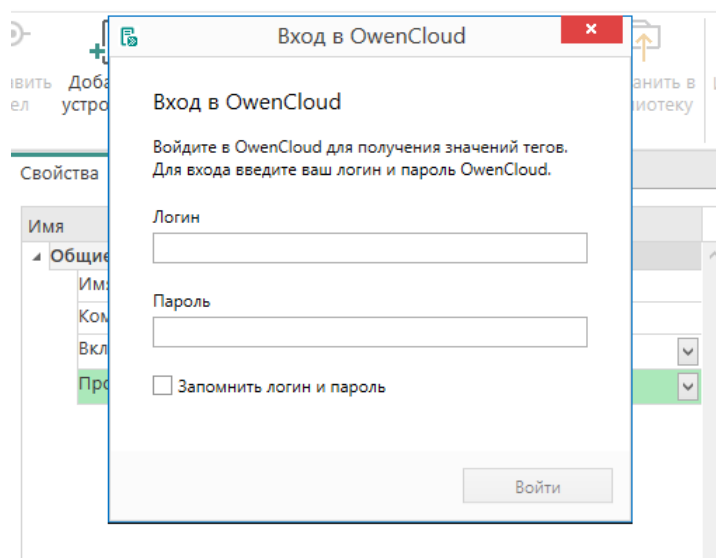 Вход в OwenCloud
Вход в OwenCloud
Войдите в OwenCloud для получения значений тегов.
Для входа введите ваш логин и пароль OwenCloud.
Логин
Пароль
Запомнить логин и пароль
Войти
Свойства
Имя
Общие